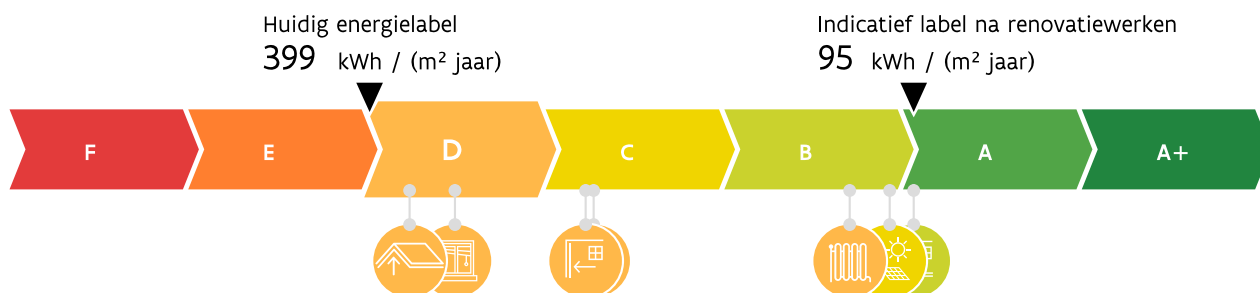 Huidig energielabel
399 kWh / (m² jaar)
Indicatief label na renovatiewerken
95 kWh / (m² jaar)
F
E
D
C
B
A
A+